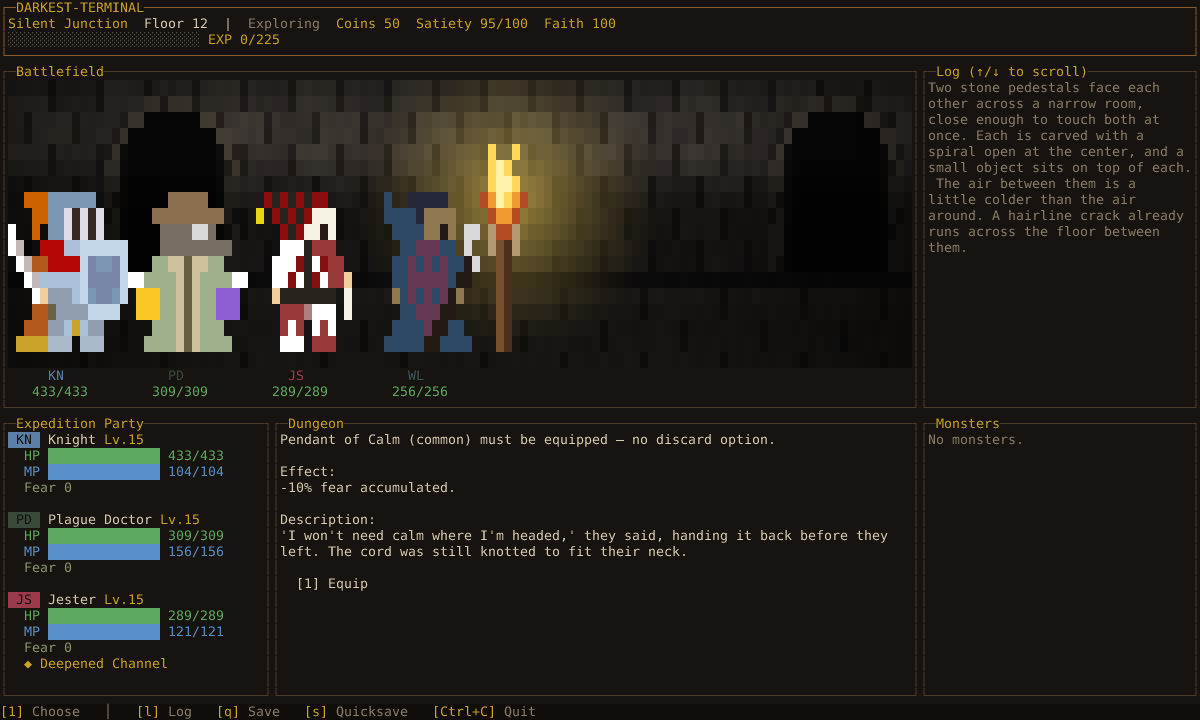 DARKEST-TERMINAL
Silent Junction  Floor 12  |  Exploring  Coins 50  Satiety 95/100  Faith 100
EXP 0/225
Battlefield
KN PD JS WL
433/433 309/309 289/289 256/256
Log (↑/↓ to scroll)
Two stone pedestals face each
other across a narrow room,
close enough to touch both at
once. Each is carved with a
spiral open at the center, and a
small object sits on top of each.
The air between them is a
little colder than the air
around. A hairline crack already
runs across the floor between
them.
Expedition Party
KN Knight Lv.15
HP 433/433
MP 104/104
Fear 0
PD Plague Doctor Lv.15
HP 309/309
MP 156/156
Fear 0
JS Jester Lv.15
HP 289/289
MP 121/121
Fear 0
◆ Deepened Channel
Dungeon
Pendant of Calm (common) must be equipped — no discard option.
Effect:
-10% fear accumulated.
Description:
'I won't need calm where I'm headed,' they said, handing it back before they
left. The cord was still knotted to fit their neck.
[1] Equip
Monsters
No monsters.
[1] Choose | [l] Log [q] Save [s] Quicksave [Ctrl+C] Quit